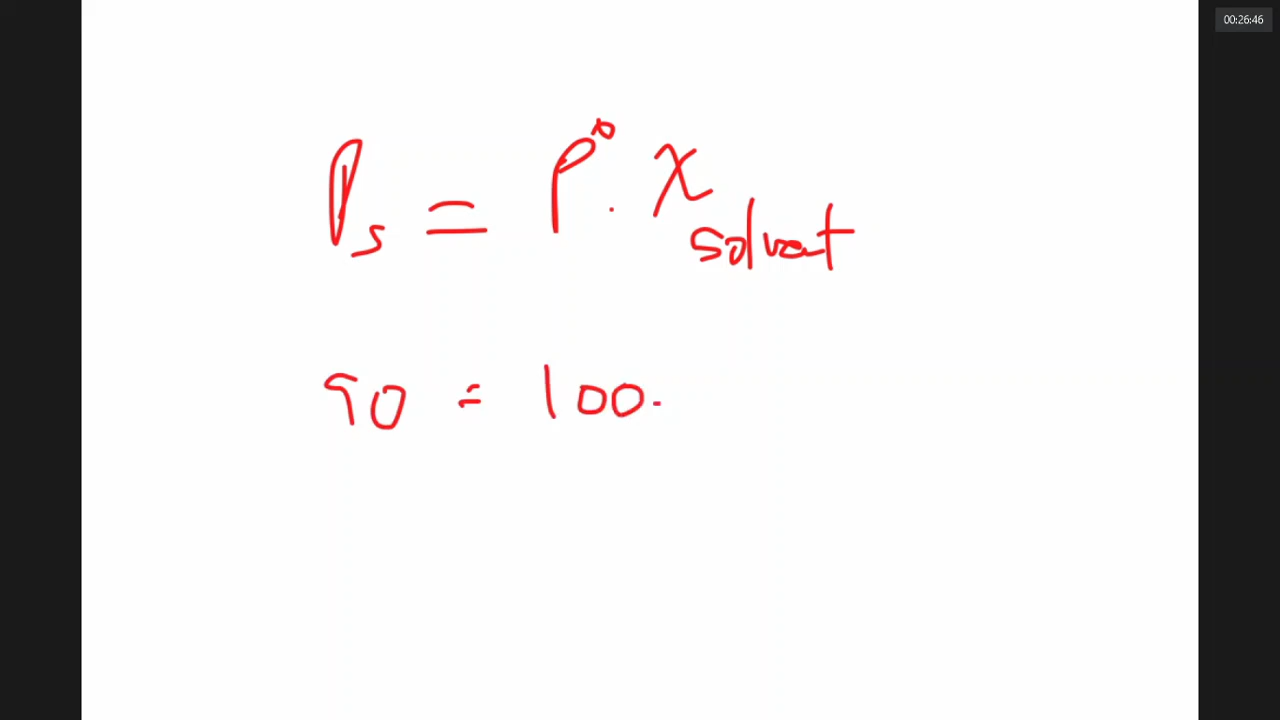 00:26:46
Pₛ = P° . X solvent
90 = 100.